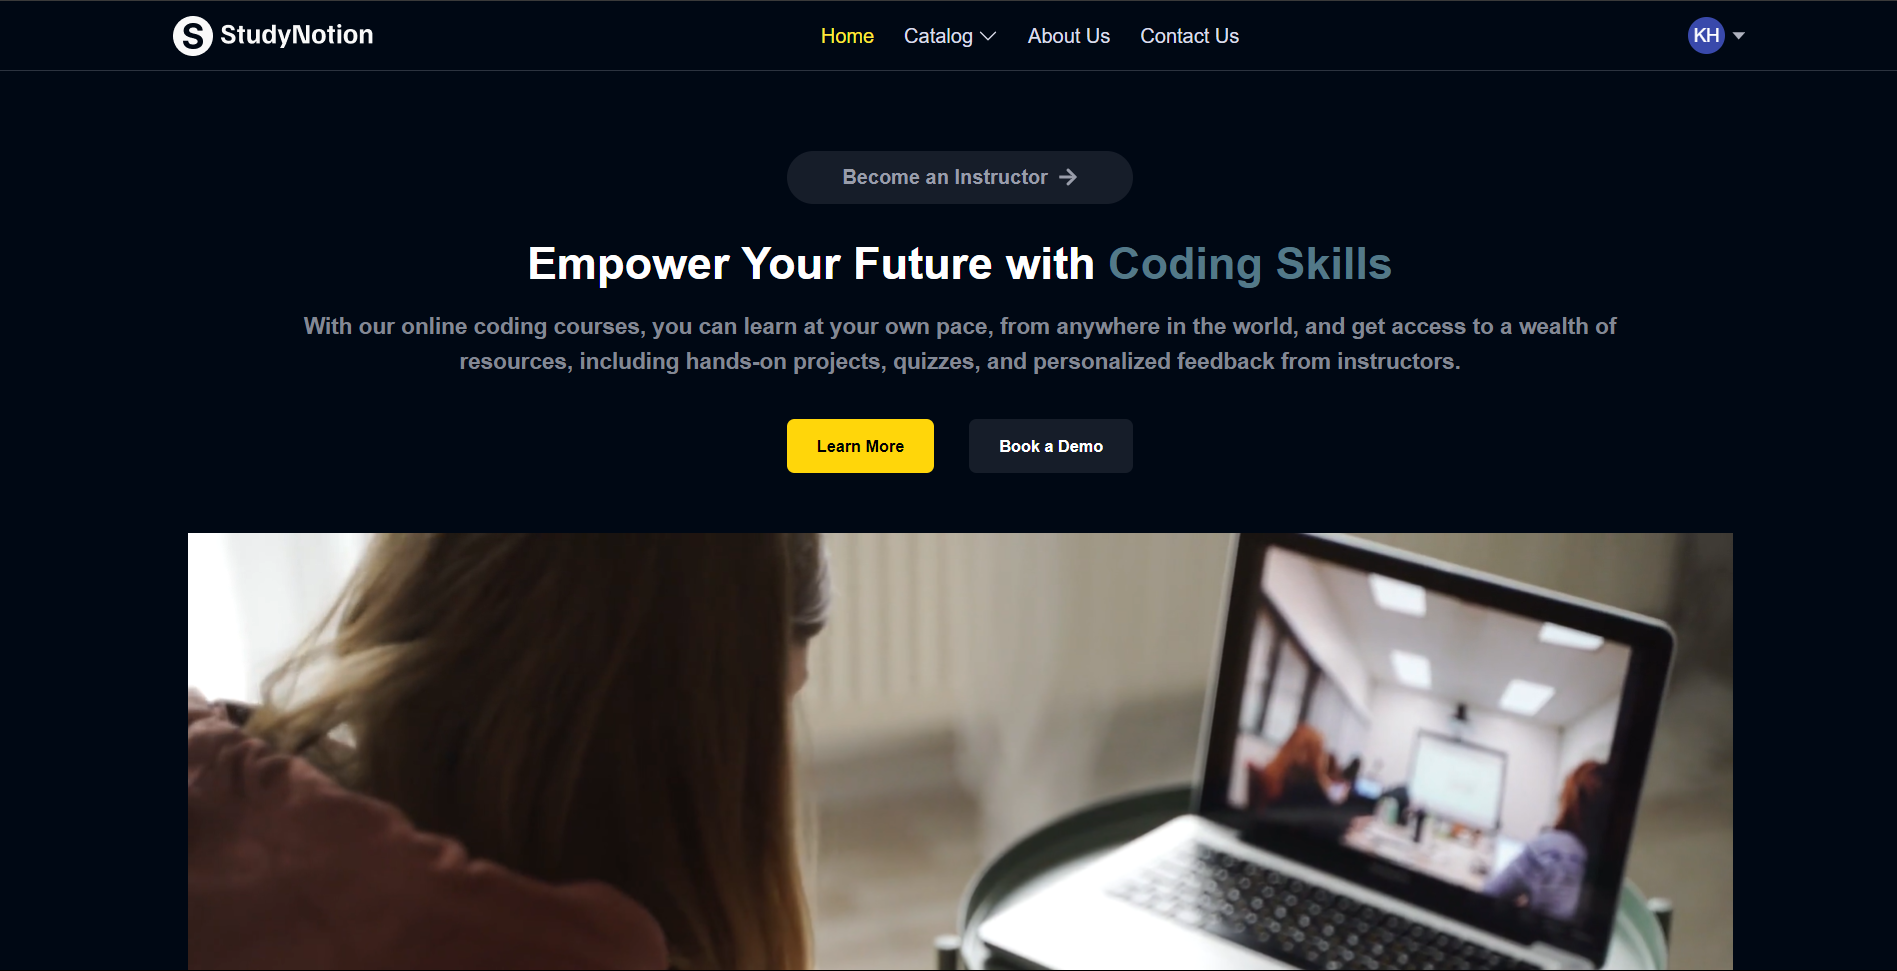 S StudyNotion
Home Catalog About Us Contact Us
KH
Become an Instructor
Empower Your Future with Coding Skills
With our online coding courses, you can learn at your own pace, from anywhere in the world, and get access to a wealth of
resources, including hands-on projects, quizzes, and personalized feedback from instructors.
Learn More
Book a Demo